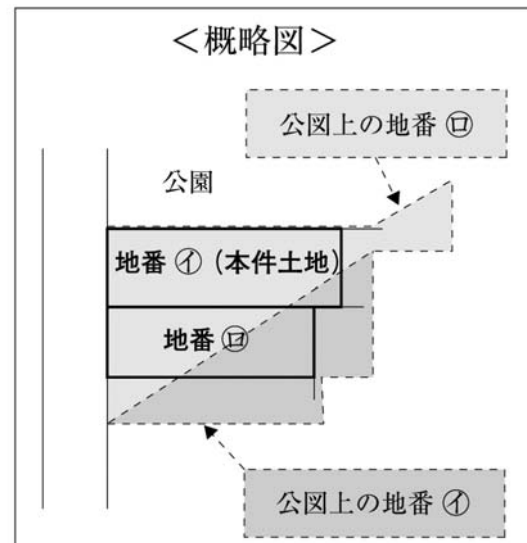 ＜概略図＞
公図上の地番 ㋺
公園
地番 ㋑（本件土地）
地番 ㋺
公図上の地番 ㋑